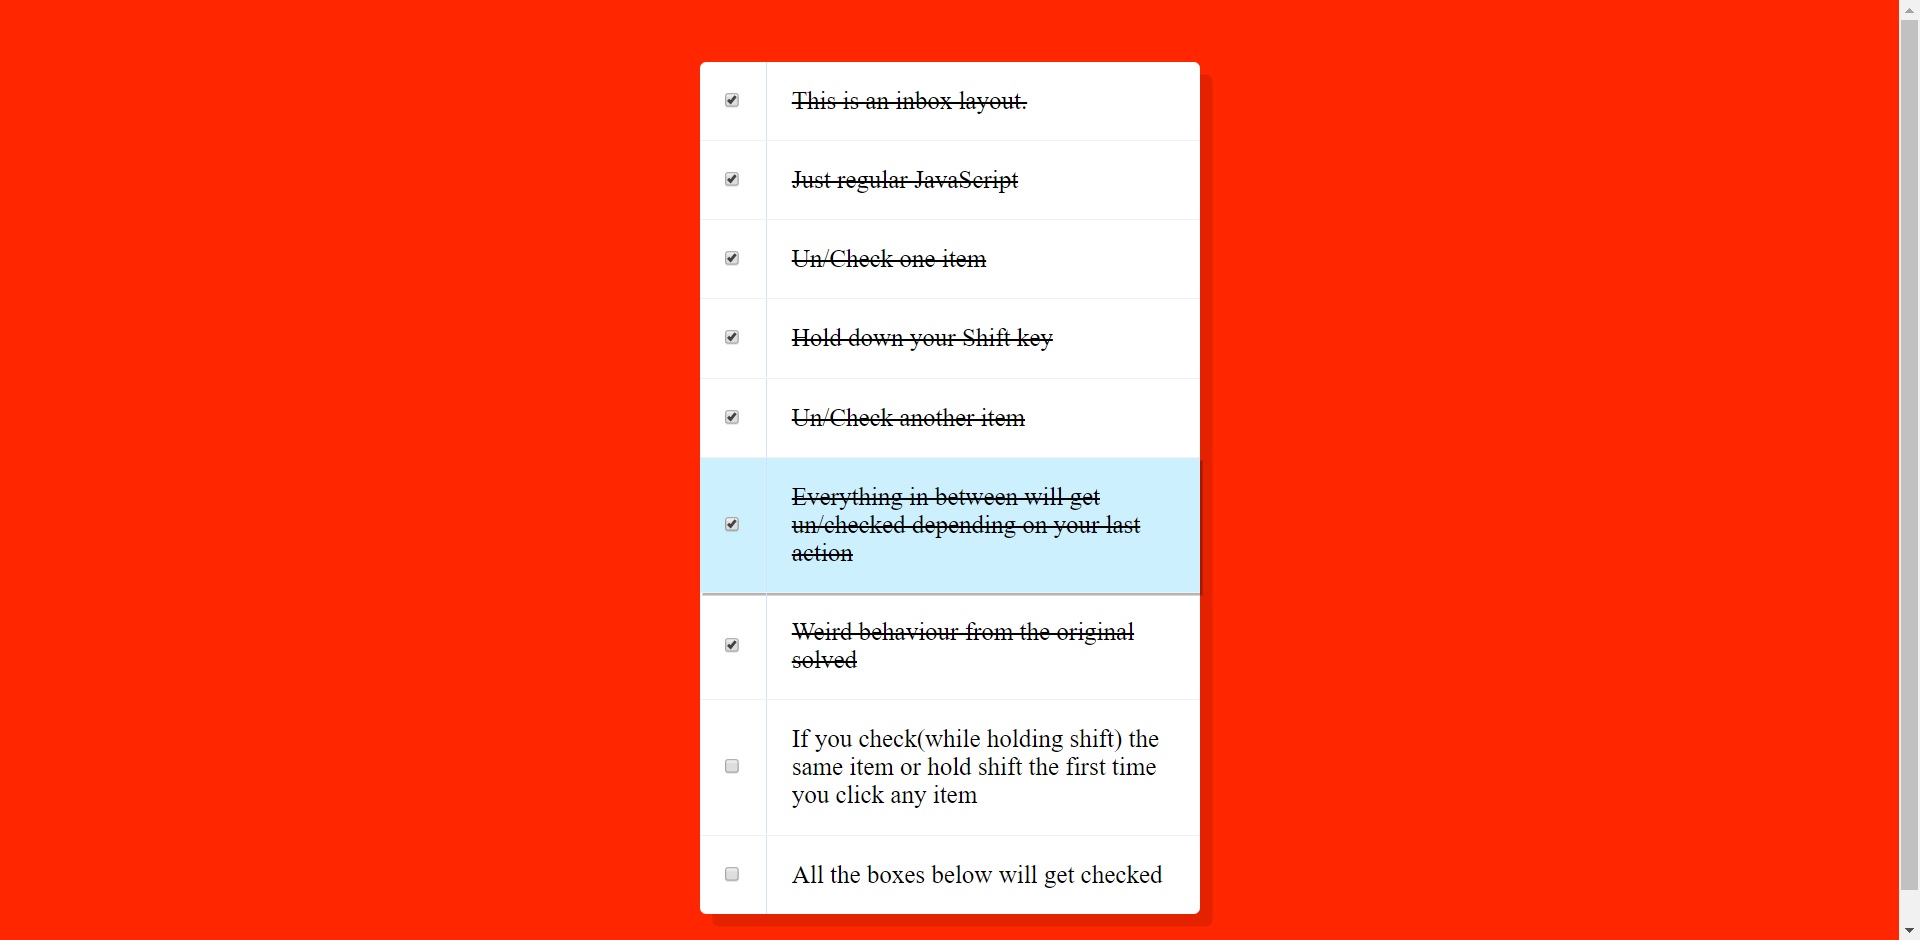 This is an inbox layout.
Just regular JavaScript
Un/Check one item
Hold down your Shift key
Un/Check another item
Everything in between will get
un/checked depending on your last
action
Weird behaviour from the original
solved
If you check(while holding shift) the
same item or hold shift the first time
you click any item
All the boxes below will get checked